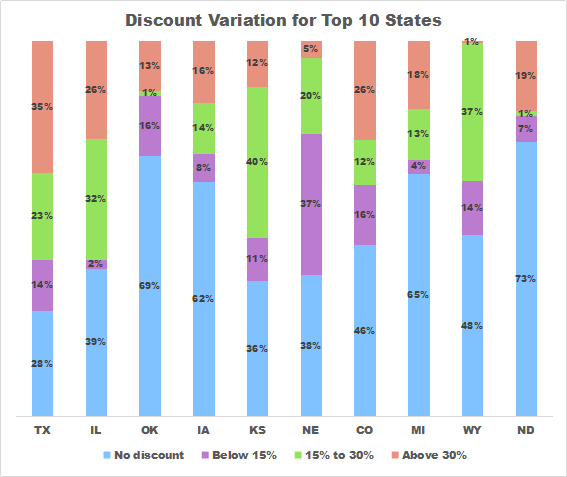 Discount Variation for Top 10 States
35% 26% 13% 16% 12% 5% 26% 18% 1% 19%
23% 32% 1% 14% 40% 20% 12% 13% 37% 1%
14% 2% 16% 8% 11% 37% 16% 4% 14% 7%
28% 39% 69% 62% 36% 38% 46% 65% 48% 73%
TX IL OK IA KS NE CO MI WY ND
No discount Below 15% 15% to 30% Above 30%